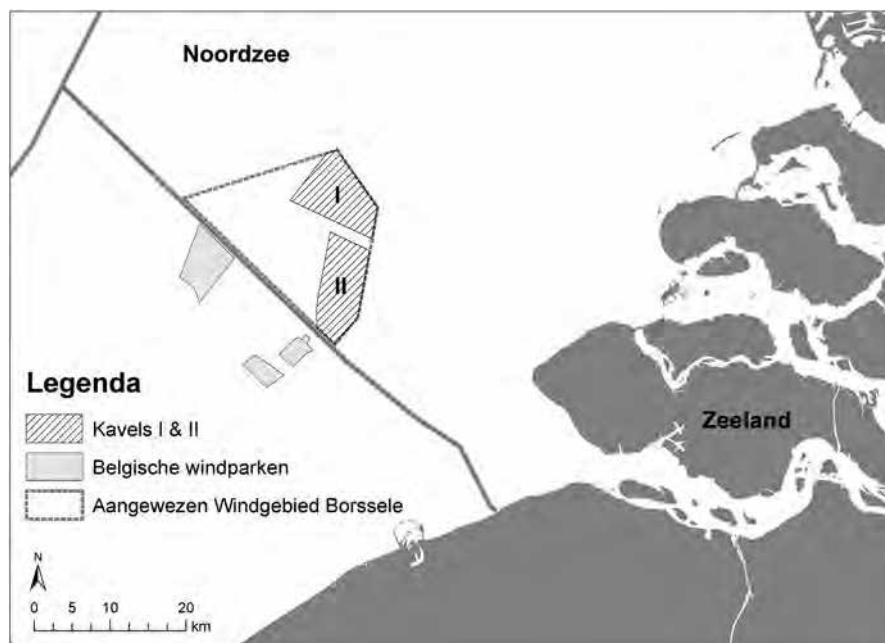 Noordzee
I
II
Zeeland
Legenda
Kavels I & II
Belgische windparken
Aangewezen Windgebied Borssele
N
0 5 10 20
km